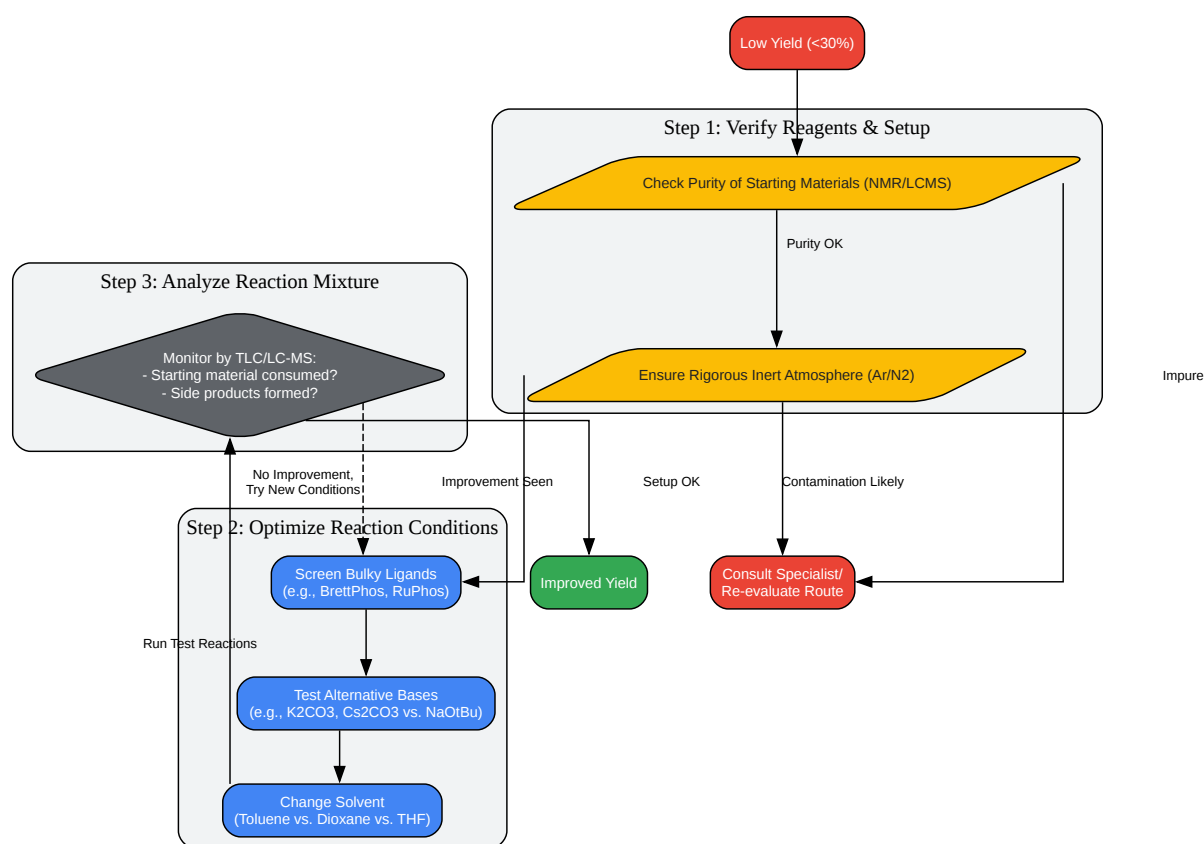 Low Yield (<30%)
Step 1: Verify Reagents & Setup
Check Purity of Starting Materials (NMR/LCMS)
Purity OK
Step 3: Analyze Reaction Mixture
Monitor by TLC/LC-MS:
- Starting material consumed?
- Side products formed?
Ensure Rigorous Inert Atmosphere (Ar/N2)
Impure
No Improvement,
Try New Conditions
Improvement Seen
Setup OK
Contamination Likely
Step 2: Optimize Reaction Conditions
Screen Bulky Ligands
(e.g., BrettPhos, RuPhos)
Improved Yield
Consult Specialist/
Re-evaluate Route
Run Test Reactions
Test Alternative Bases
(e.g., K2CO3, Cs2CO3 vs. NaOtBu)
Change Solvent
(Toluene vs. Dioxane vs. THF)